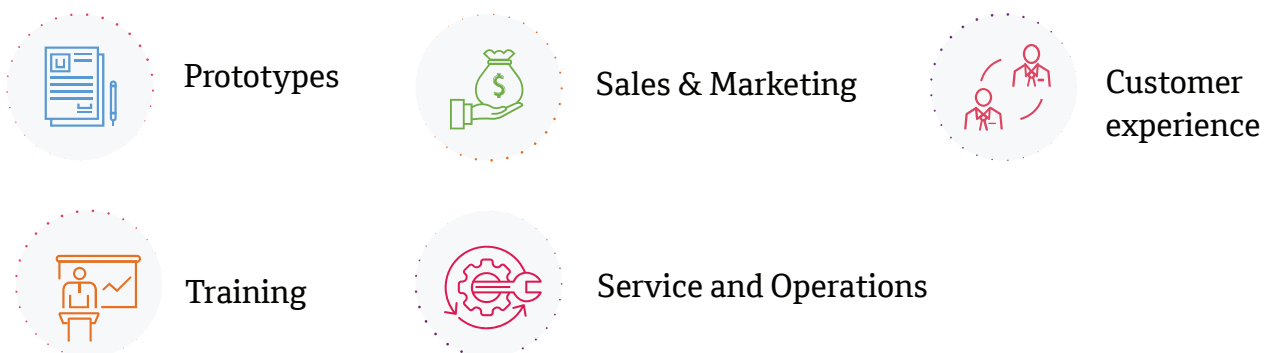 Prototypes
Sales & Marketing
Customer
experience
Training
Service and Operations